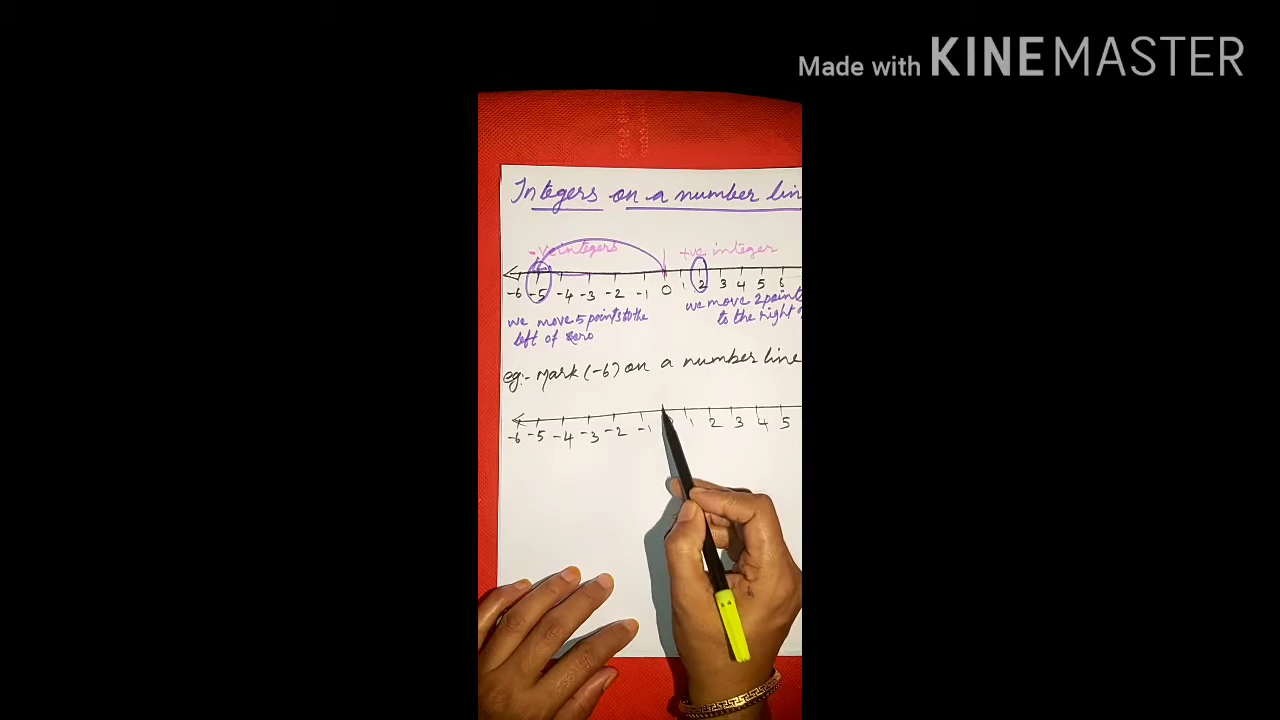 Made with KINEMASTER
Integers on a number lin
-ve integers +ve integer
-6 -5 -4 -3 -2 -1 0 1 2 3 4 5 6
we move 5 points to the
left of zero
we move 2 points
to the right
eg:- Mark (-6) on a number line
-6 -5 -4 -3 -2 -1 1 2 3 4 5